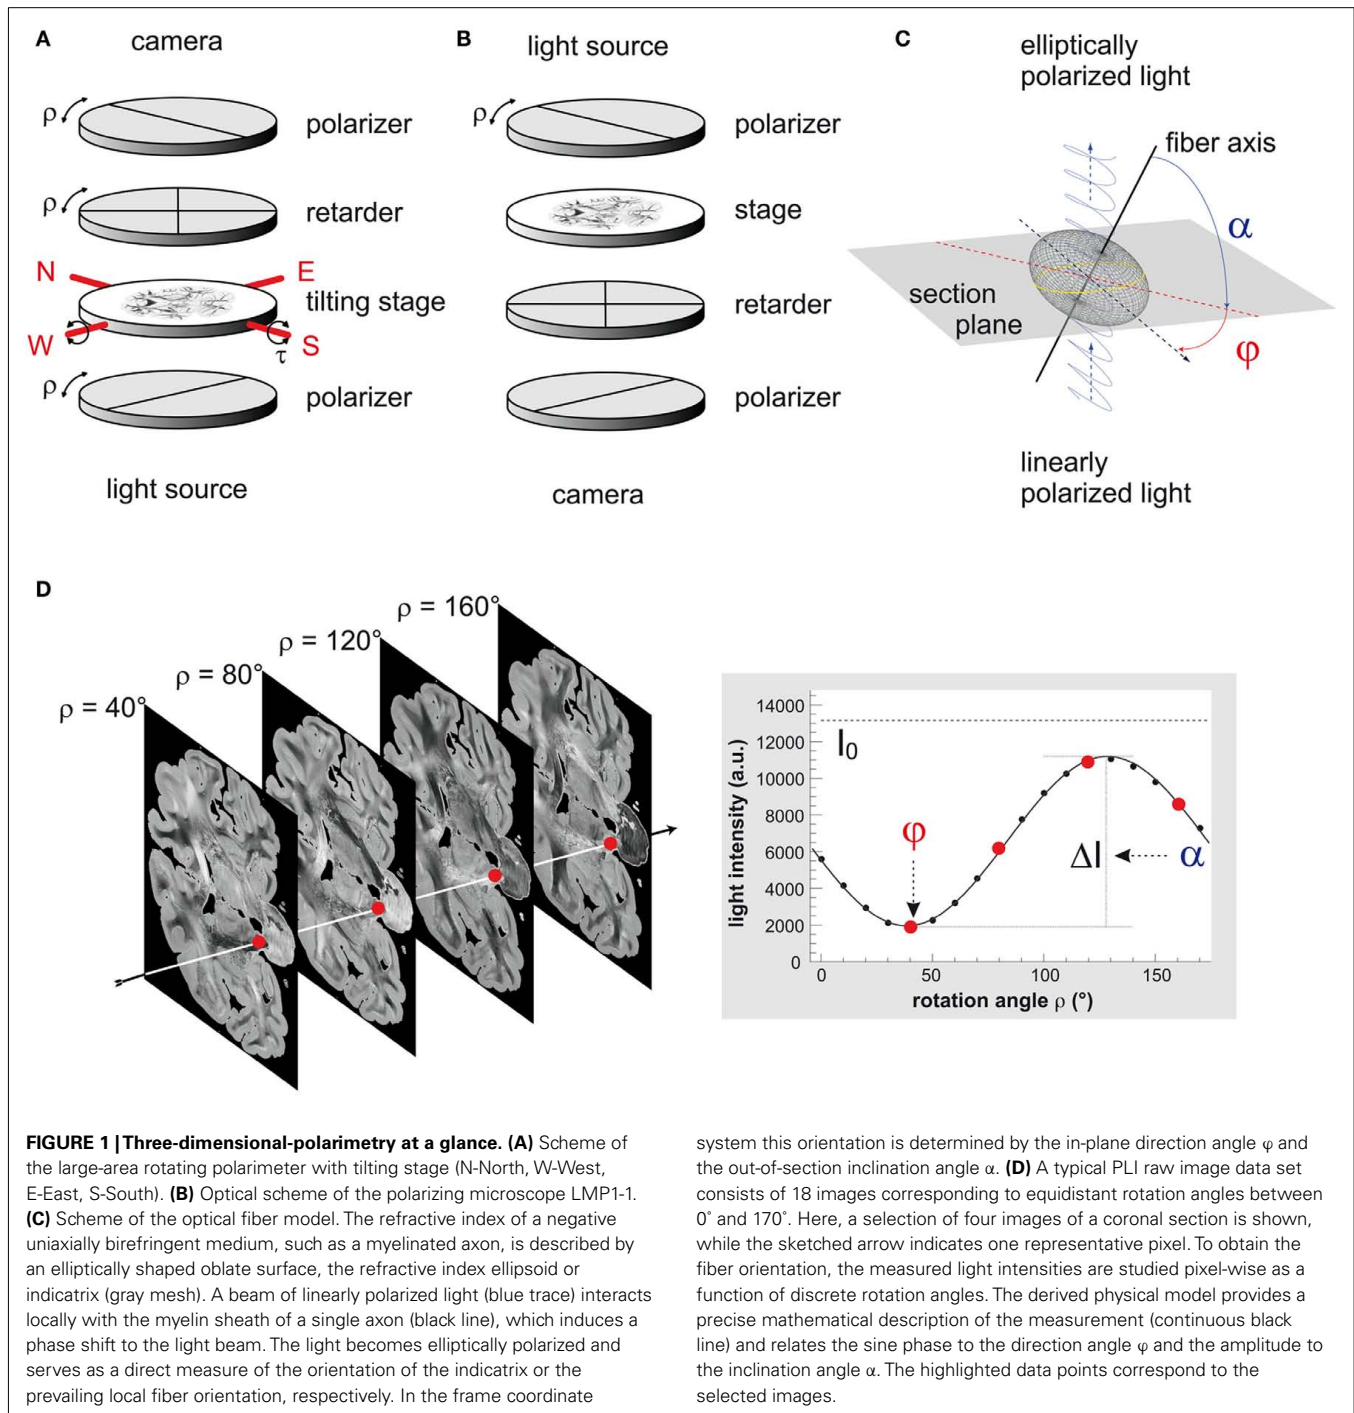 A
camera
ρ
polarizer
ρ
retarder
N
E
tilting stage
W
τ
S
ρ
polarizer
light source
B
light source
ρ
polarizer
stage
retarder
polarizer
camera
C
elliptically
polarized light
fiber axis
α
section
plane
φ
linearly
polarized light
D
ρ = 40°
ρ = 80°
ρ = 120°
ρ = 160°
14000
12000
10000
8000
6000
4000
2000
0
light intensity (a.u.)
I0
φ
ΔI
α
0
50
100
150
rotation angle ρ (°)
FIGURE 1 | Three-dimensional-polarimetry at a glance. (A) Scheme of
the large-area rotating polarimeter with tilting stage (N-North, W-West,
E-East, S-South). (B) Optical scheme of the polarizing microscope LMP1-1.
(C) Scheme of the optical fiber model. The refractive index of a negative
uniaxially birefringent medium, such as a myelinated axon, is described by
an elliptically shaped oblate surface, the refractive index ellipsoid or
indicatrix (gray mesh). A beam of linearly polarized light (blue trace) interacts
locally with the myelin sheath of a single axon (black line), which induces a
phase shift to the light beam. The light becomes elliptically polarized and
serves as a direct measure of the orientation of the indicatrix or the
prevailing local fiber orientation, respectively. In the frame coordinate
system this orientation is determined by the in-plane direction angle φ and
the out-of-section inclination angle α. (D) A typical PLI raw image data set
consists of 18 images corresponding to equidistant rotation angles between
0° and 170°. Here, a selection of four images of a coronal section is shown,
while the sketched arrow indicates one representative pixel. To obtain the
fiber orientation, the measured light intensities are studied pixel-wise as a
function of discrete rotation angles. The derived physical model provides a
precise mathematical description of the measurement (continuous black
line) and relates the sine phase to the direction angle φ and the amplitude to
the inclination angle α. The highlighted data points correspond to the
selected images.